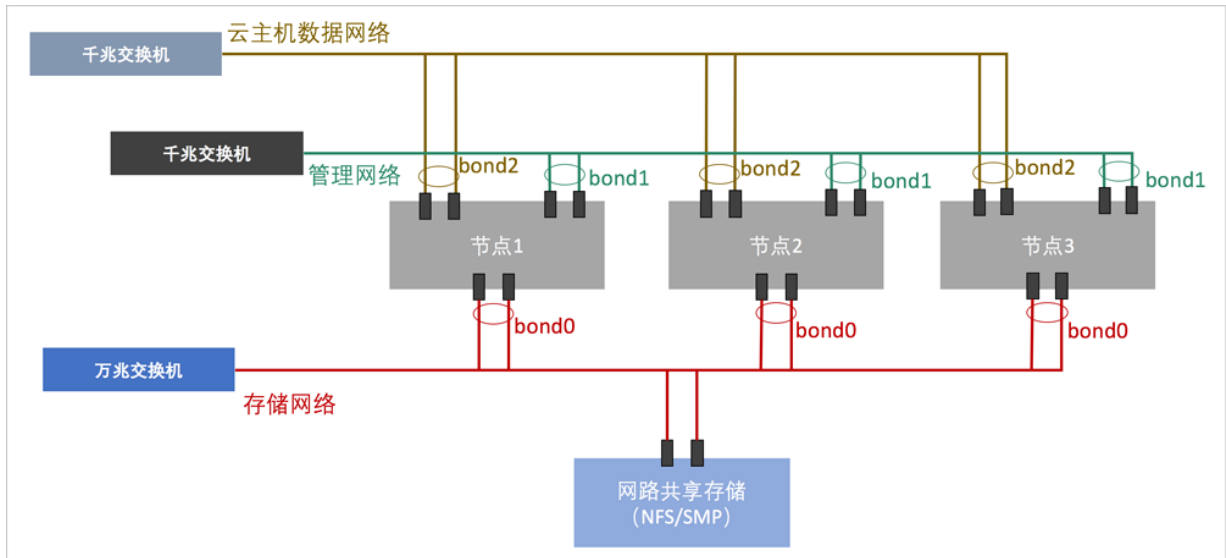 云主机数据网络
千兆交换机
千兆交换机
管理网络
bond2
bond1
bond2
bond1
bond2
bond1
节点1
节点2
节点3
bond0
bond0
bond0
万兆交换机
存储网络
网路共享存储
（NFS/SMP）